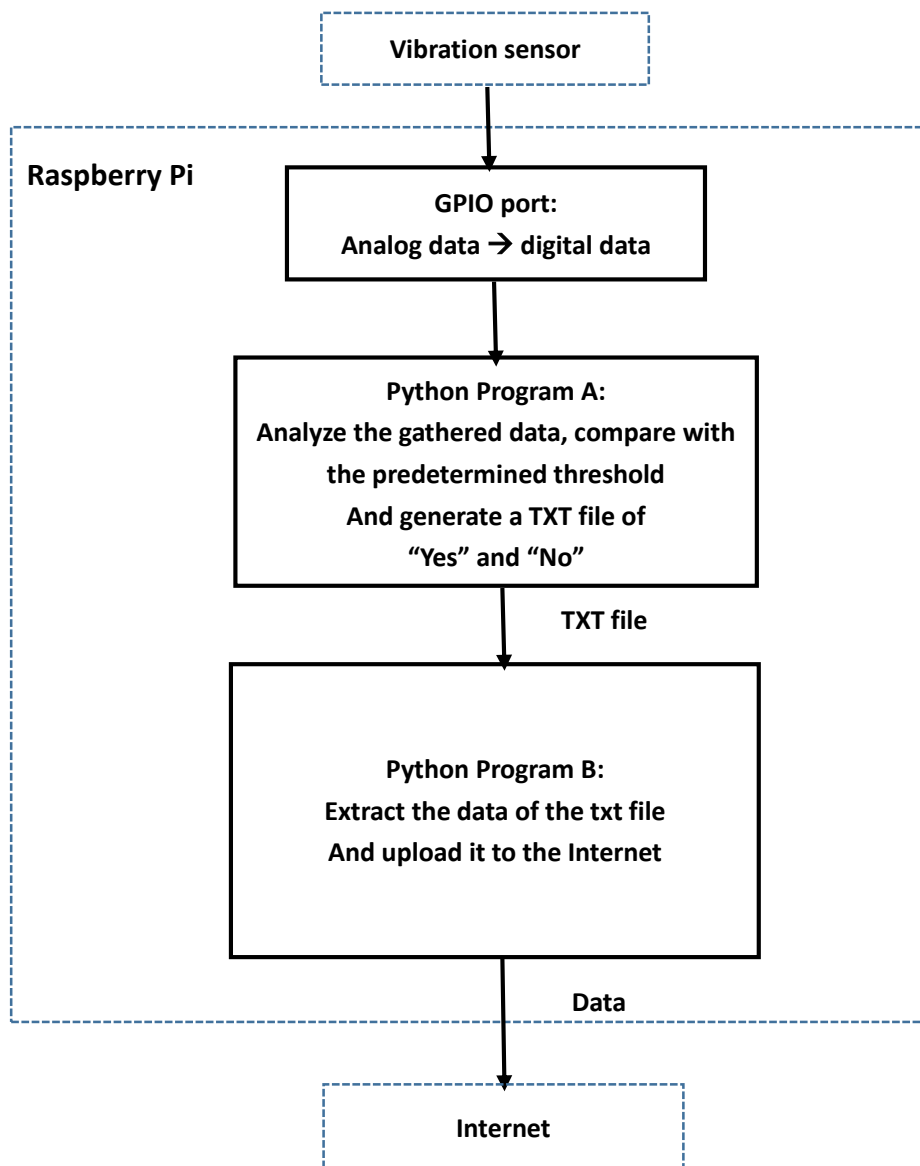 Vibration sensor
Raspberry Pi
GPIO port:
Analog data → digital data
Python Program A:
Analyze the gathered data, compare with
the predetermined threshold
And generate a TXT file of
“Yes” and “No”
TXT file
Python Program B:
Extract the data of the txt file
And upload it to the Internet
Data
Internet